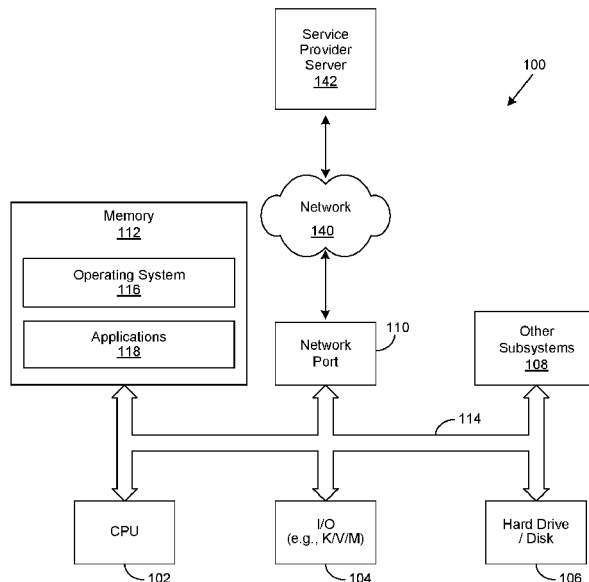 Service
Provider
Server
142
100
Network
140
Memory
112
Operating System
116
Applications
118
Network
Port
110
Other
Subsystems
108
114
CPU
102
I/O
(e.g., K/V/M)
104
Hard Drive
/ Disk
106